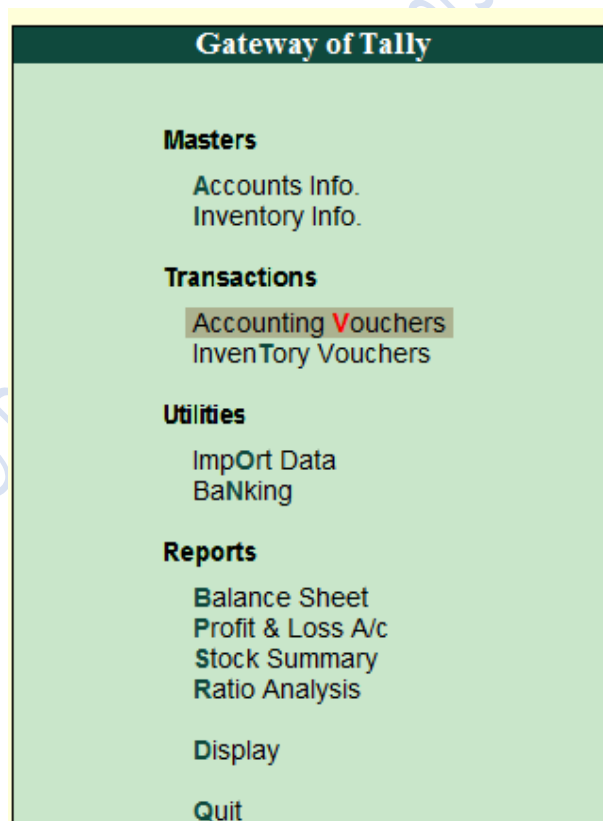 Gateway of Tally
Masters
Accounts Info.
Inventory Info.
Transactions
Accounting Vouchers
InvenTory Vouchers
Utilities
ImpOrt Data
BaNking
Reports
Balance Sheet
Profit & Loss A/c
Stock Summary
Ratio Analysis
Display
Quit